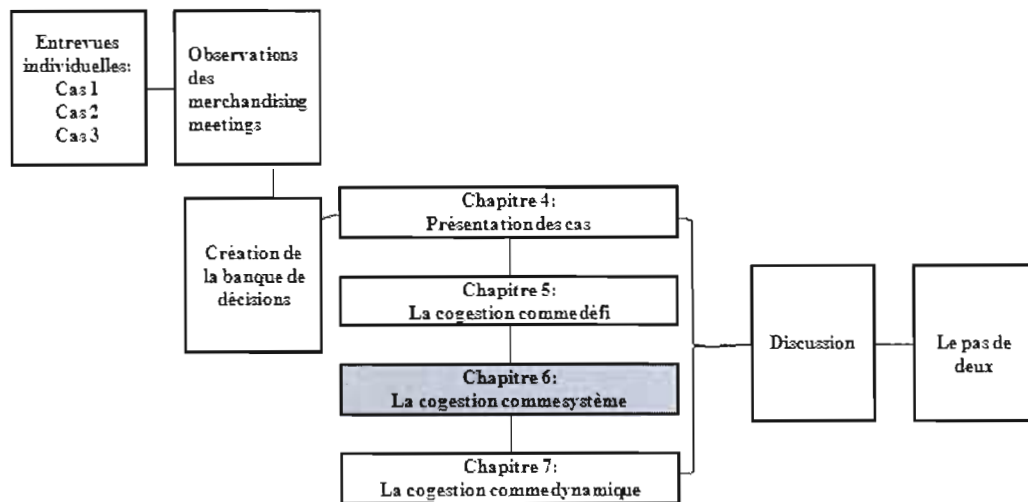 Entrevues
individuelles:
Cas 1
Cas 2
Cas 3
Observations
des
merchandising
meetings
Création de
la banque de
décisions
Chapitre 4:
Présentation des cas
Chapitre 5:
La cogestion comme défi
Chapitre 6:
La cogestion comme système
Chapitre 7:
La cogestion comme dynamique
Discussion
Le pas de
deux